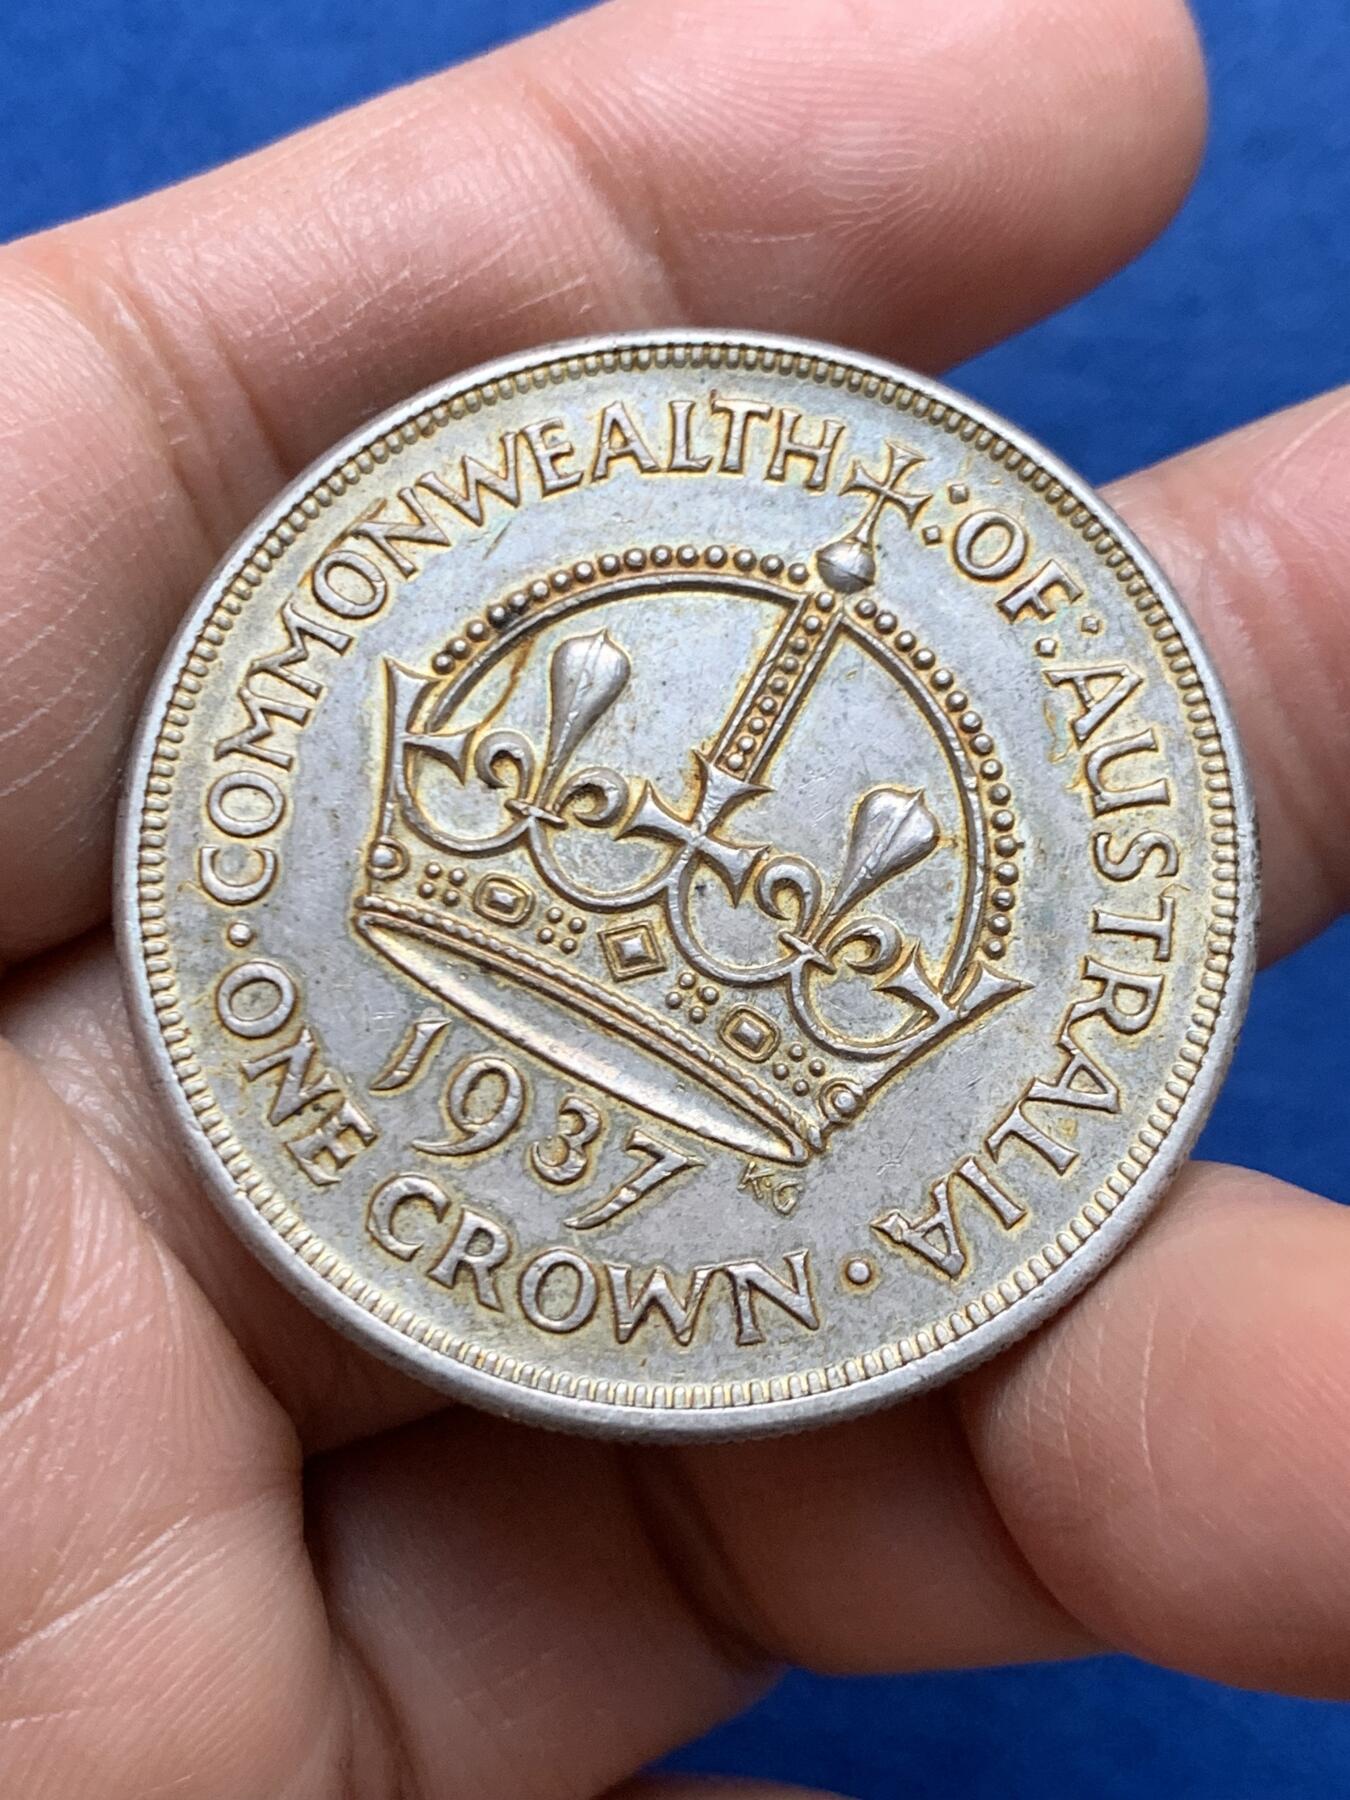 COMMONWEALTH : OF : AUSTRALIA
1937
KG
· ONE CROWN ·